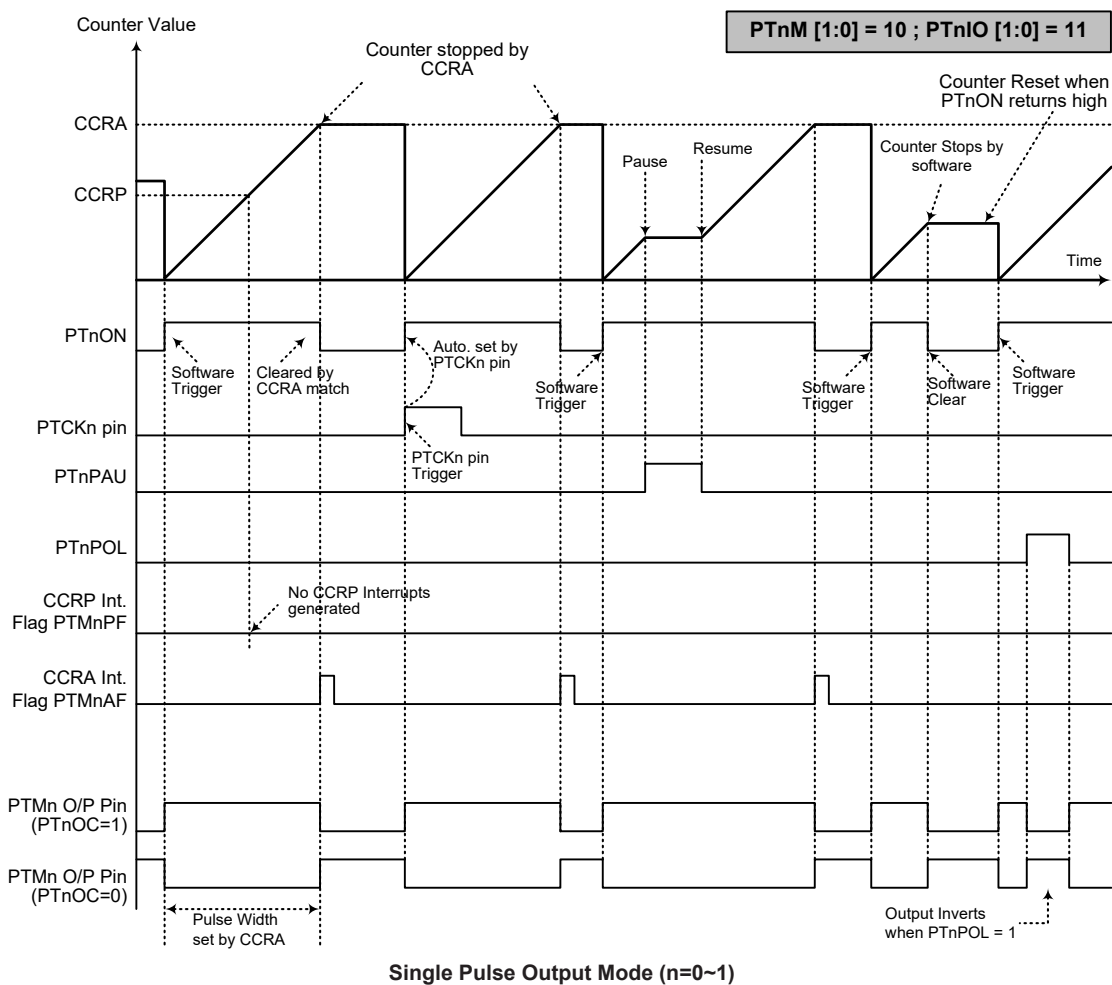 Counter Value
PTnM [1:0] = 10 ; PTnIO [1:0] = 11
Counter stopped by
CCRA
Counter Reset when
PTnON returns high
CCRA
CCRP
Pause
Resume
Counter Stops by
software
Time
PTnON
Software
Trigger
Cleared by
CCRA match
Auto. set by
PTCKn pin
Software
Trigger
Software
Trigger
Software
Clear
Software
Trigger
PTCKn pin
PTCKn pin
Trigger
PTnPAU
PTnPOL
CCRP Int.
Flag PTMnPF
No CCRP Interrupts
generated
CCRA Int.
Flag PTMnAF
PTMn O/P Pin
(PTnOC=1)
PTMn O/P Pin
(PTnOC=0)
Pulse Width
set by CCRA
Output Inverts
when PTnPOL = 1
Single Pulse Output Mode (n=0~1)